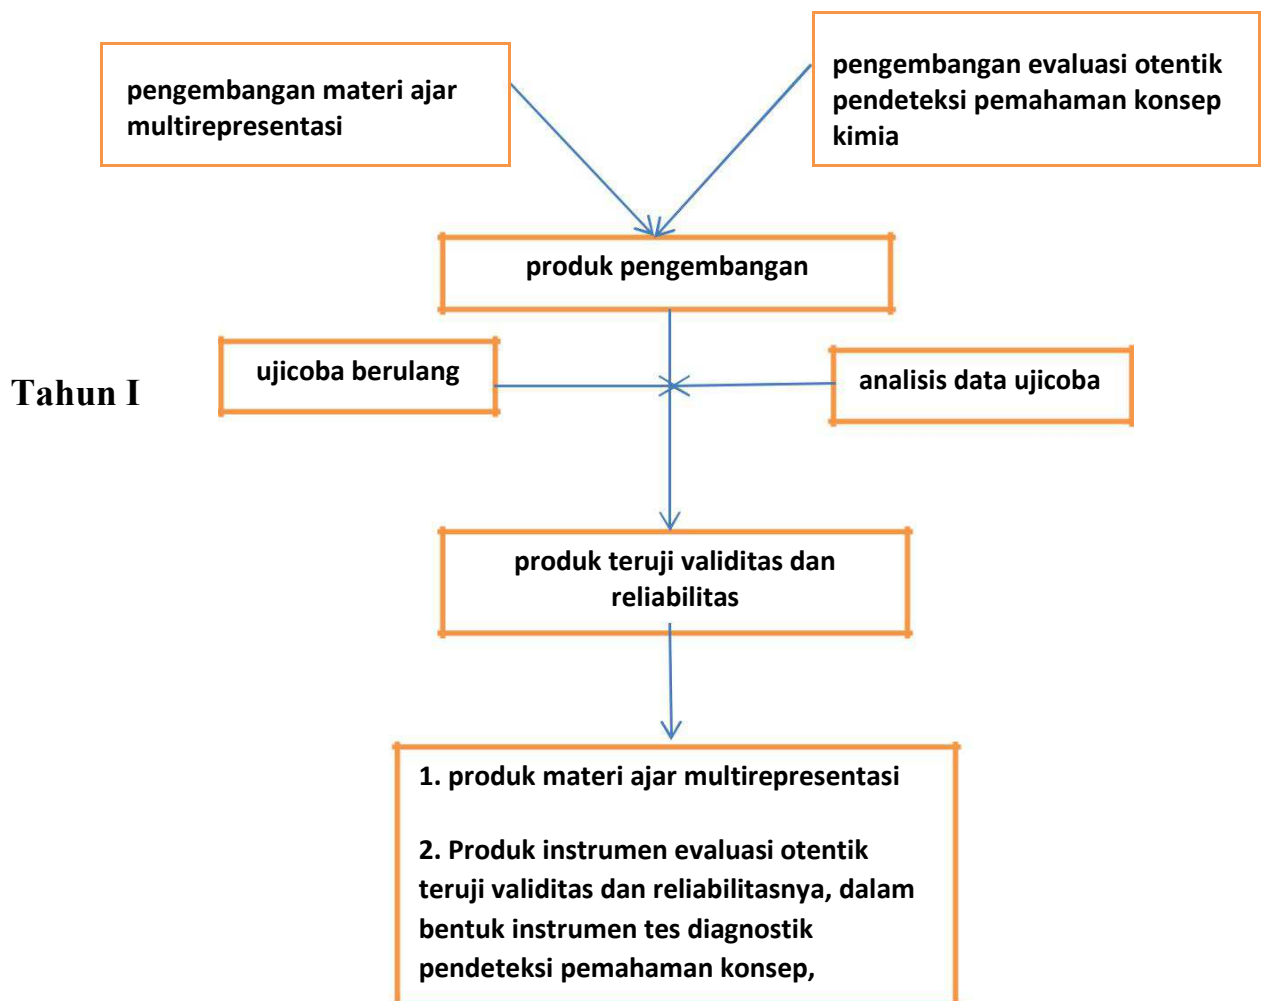 pengembangan materi ajar
multirepresentasi
pengembangan evaluasi otentik
pendeteksi pemahaman konsep
kimia
produk pengembangan
ujicoba berulang
analisis data ujicoba
Tahun I
produk teruji validitas dan
reliabilitas
1. produk materi ajar multirepresentasi
2. Produk instrumen evaluasi otentik
teruji validitas dan reliabilitasnya, dalam
bentuk instrumen tes diagnostik
pendeteksi pemahaman konsep,